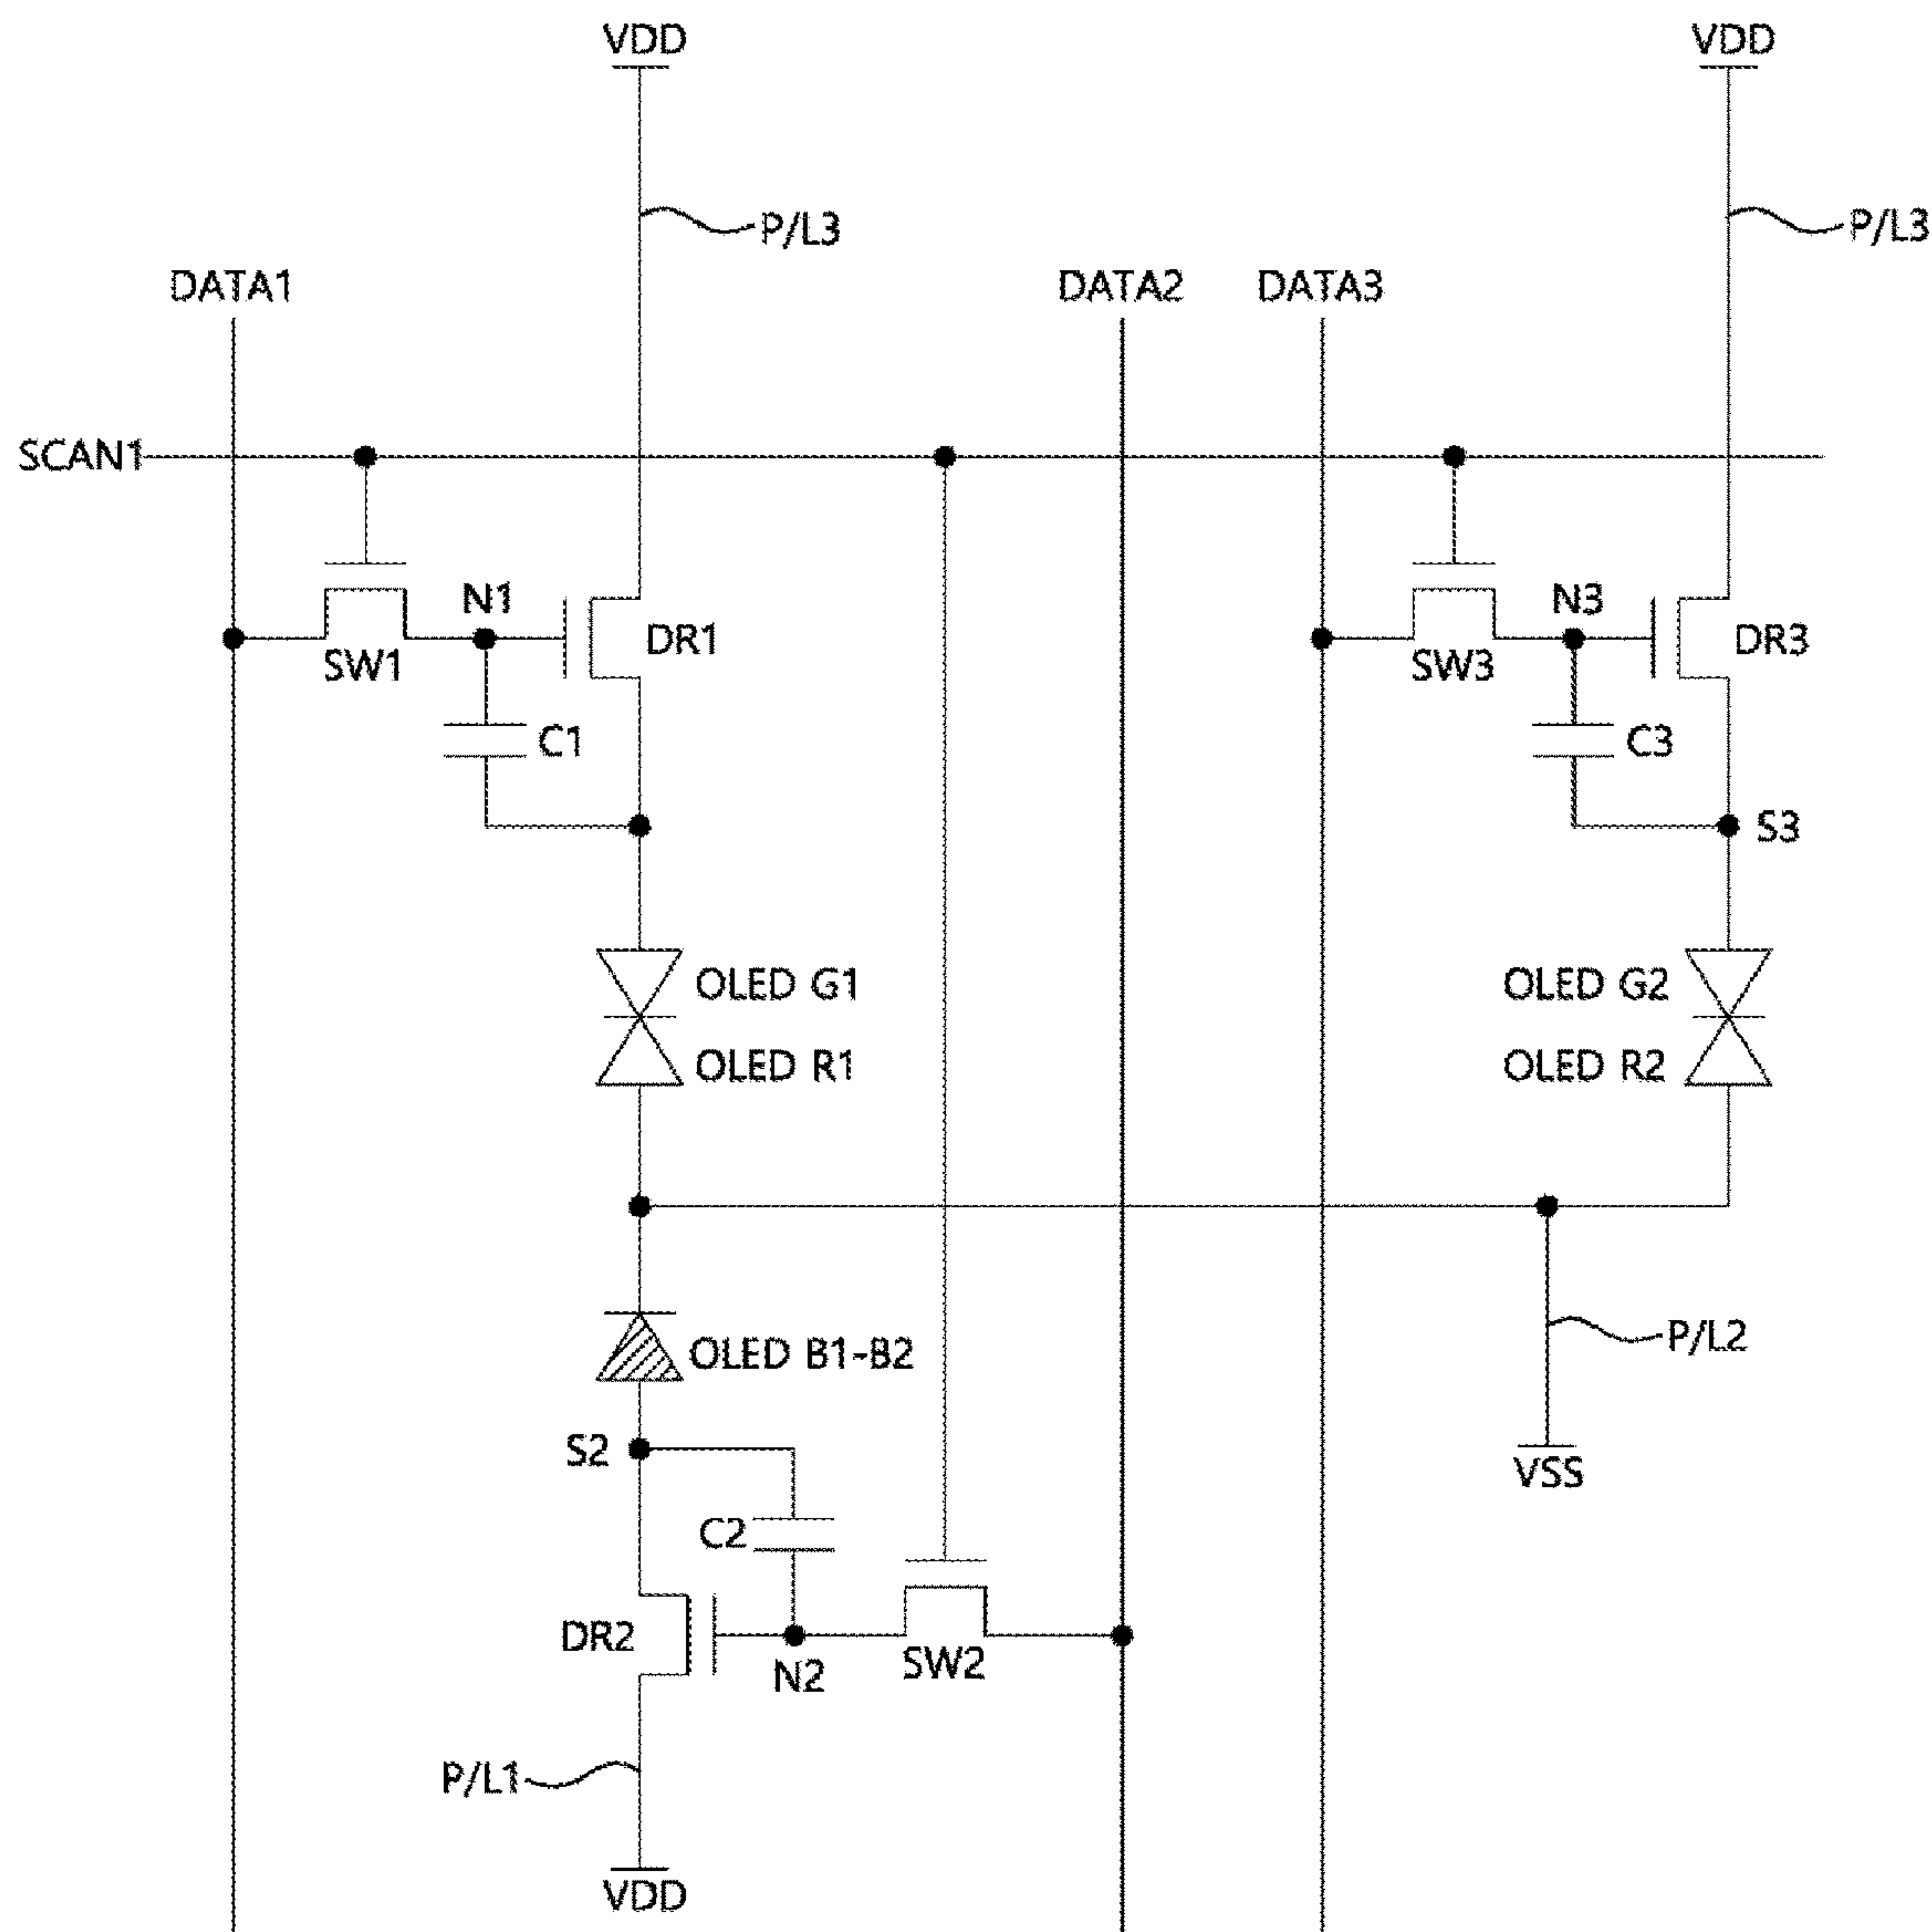 VDD
VDD
P/L3
P/L3
DATA1
DATA2
DATA3
SCAN1
N1
N3
DR1
DR3
SW1
SW3
C1
C3
S3
OLED G1
OLED G2
OLED R1
OLED R2
P/L2
OLED B1-B2
S2
VSS
C2
DR2
SW2
N2
P/L1
VDD